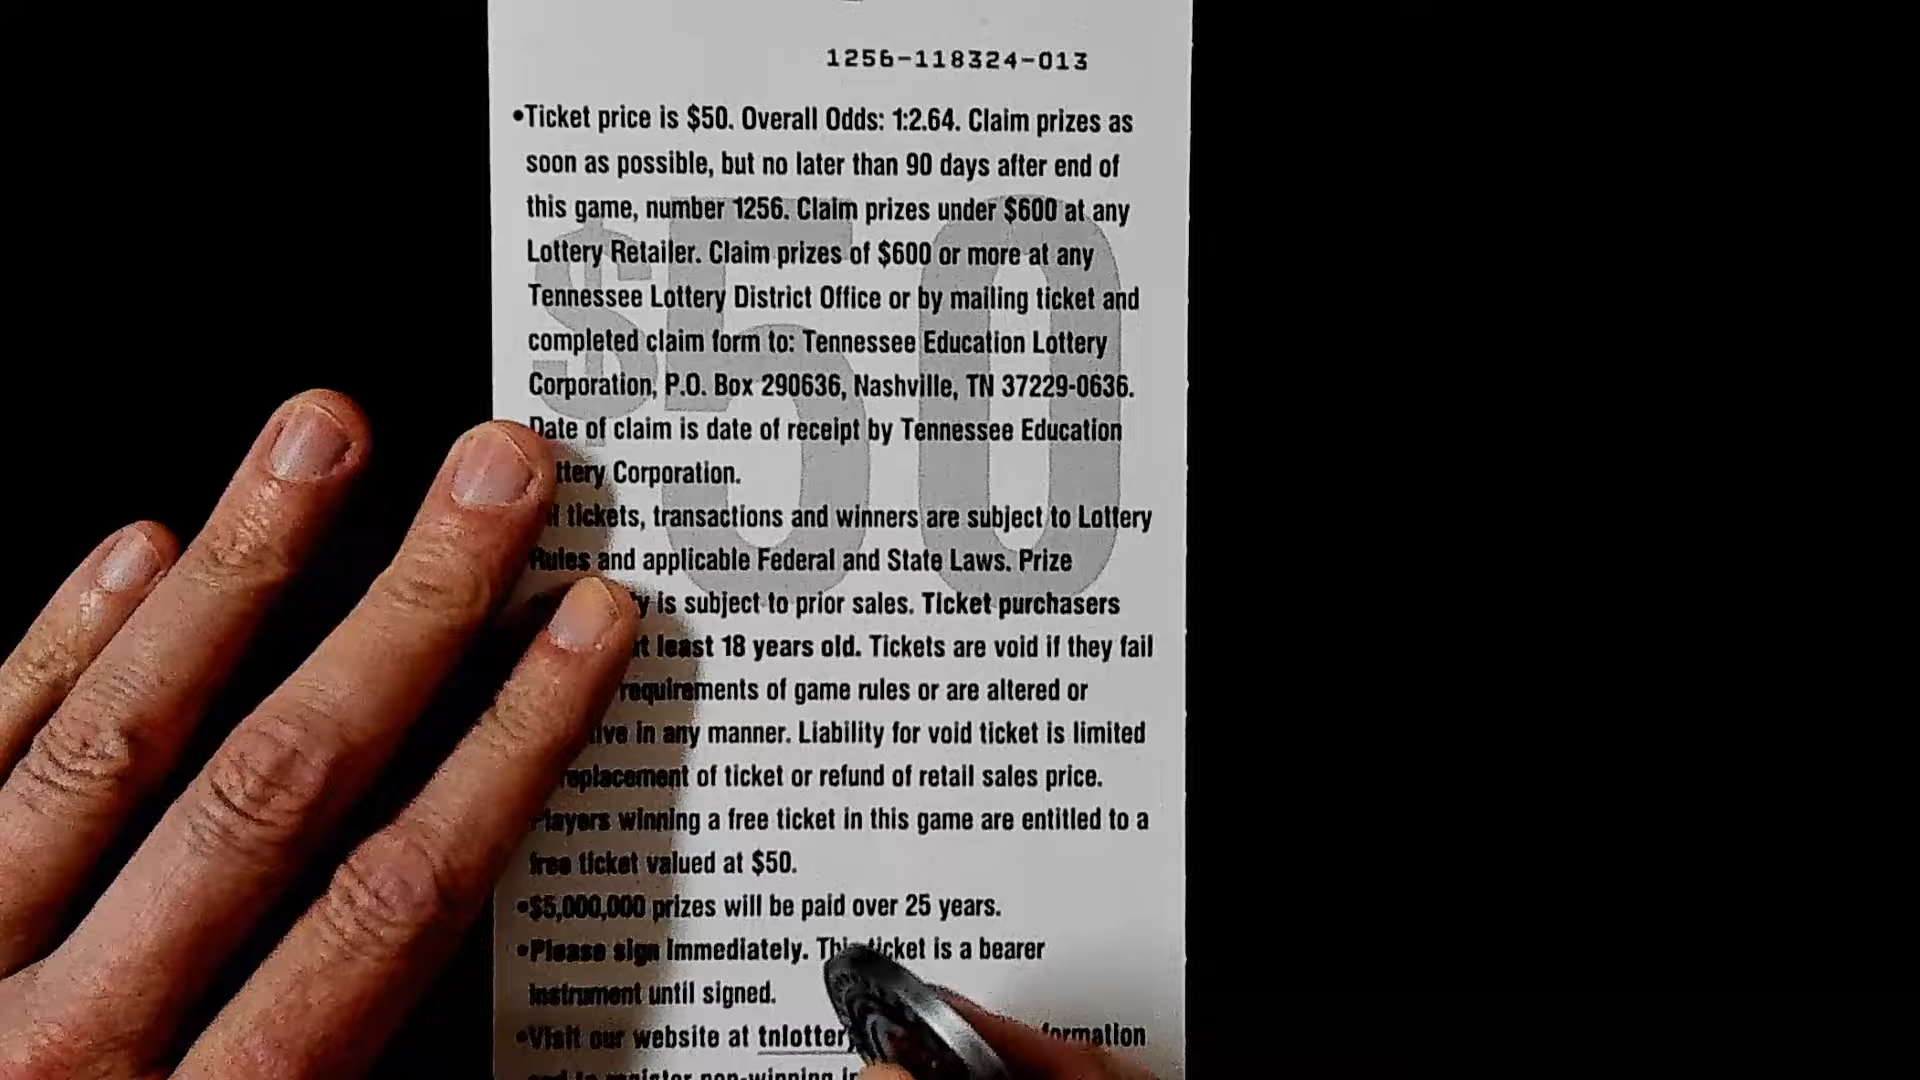 1256-118324-013
•Ticket price is $50. Overall Odds: 1:2.64. Claim prizes as
soon as possible, but no later than 90 days after end of
this game, number 1256. Claim prizes under $600 at any
Lottery Retailer. Claim prizes of $600 or more at any
Tennessee Lottery District Office or by mailing ticket and
completed claim form to: Tennessee Education Lottery
Corporation, P.O. Box 290636, Nashville, TN 37229-0636.
Date of claim is date of receipt by Tennessee Education
ttery Corporation.
tickets, transactions and winners are subject to Lottery
Rules and applicable Federal and State Laws. Prize
y is subject to prior sales. Ticket purchasers
t least 18 years old. Tickets are void if they fail
requirements of game rules or are altered or
ive in any manner. Liability for void ticket is limited
replacement of ticket or refund of retail sales price.
Players winning a free ticket in this game are entitled to a
free ticket valued at $50.
•$5,000,000 prizes will be paid over 25 years.
•Please sign immediately. This ticket is a bearer
instrument until signed.
•Visit our website at tnlottery formation
and to register non-winning
$50